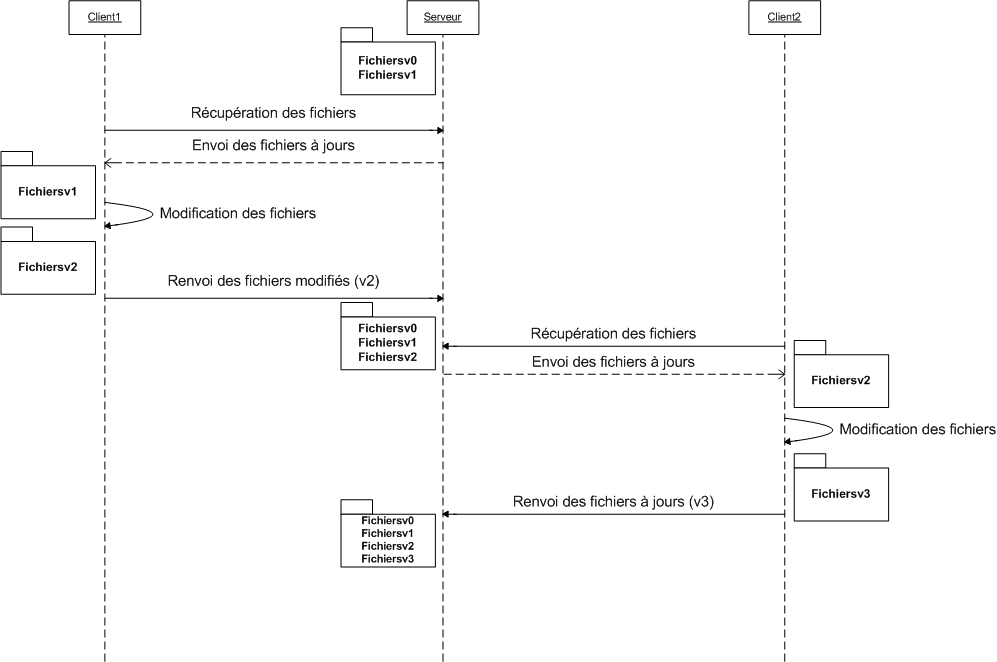 Client1
Serveur
Client2
Fichiersv0
Fichiersv1
Récupération des fichiers
Envoi des fichiers à jours
Fichiersv1
Modification des fichiers
Fichiersv2
Renvoi des fichiers modifiés (v2)
Fichiersv0
Fichiersv1
Fichiersv2
Récupération des fichiers
Envoi des fichiers à jours
Fichiersv2
Modification des fichiers
Fichiersv3
Renvoi des fichiers à jours (v3)
Fichiersv0
Fichiersv1
Fichiersv2
Fichiersv3